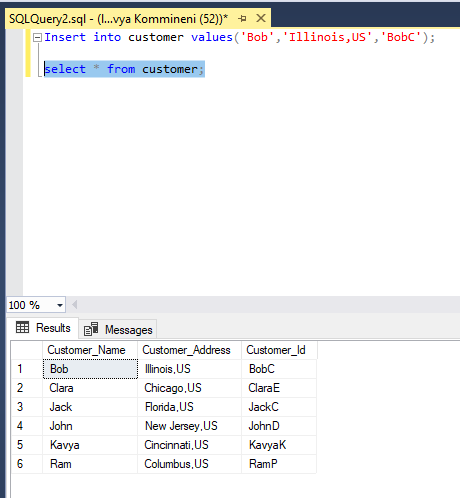 SQLQuery2.sql - (l...vya Kommineni (52))*
Insert into customer values('Bob','Illinois,US','BobC');
select * from customer;
100 %
Results Messages
Customer_Name Customer_Address Customer_Id
1 Bob Illinois,US BobC
2 Clara Chicago,US ClaraE
3 Jack Florida,US JackC
4 John New Jersey,US JohnD
5 Kavya Cincinnati,US KavyaK
6 Ram Columbus,US RamP